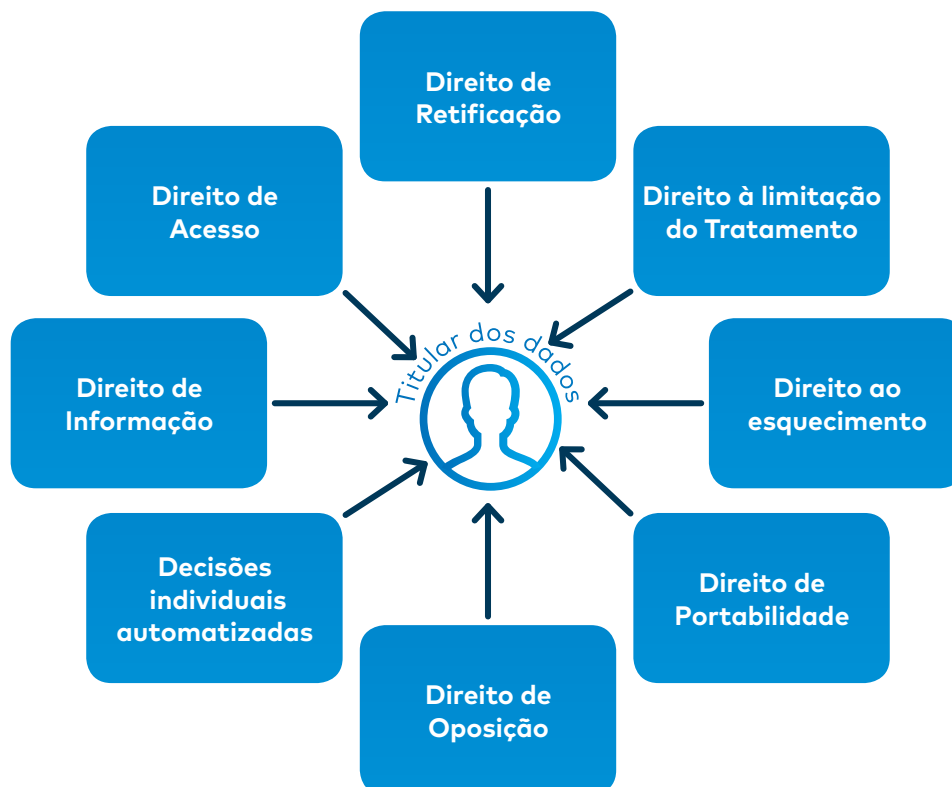 Direito de
Retificação
Direito de
Acesso
Direito à limitação
do Tratamento
Titular dos dados
Direito de
Informação
Direito ao
esquecimento
Decisões
individuais
automatizadas
Direito de
Portabilidade
Direito de
Oposição